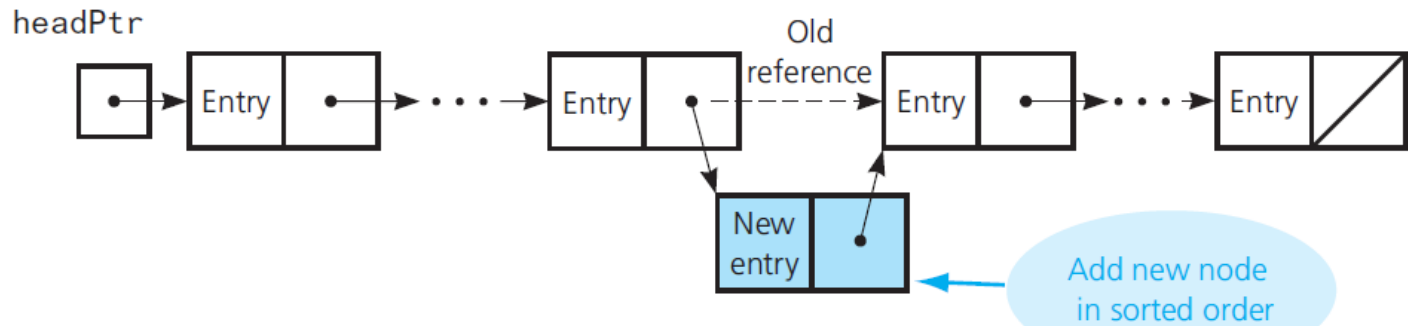 headPtr
Old
reference
Entry
• • •
Entry
Entry
• • •
Entry
New
entry
Add new node
in sorted order